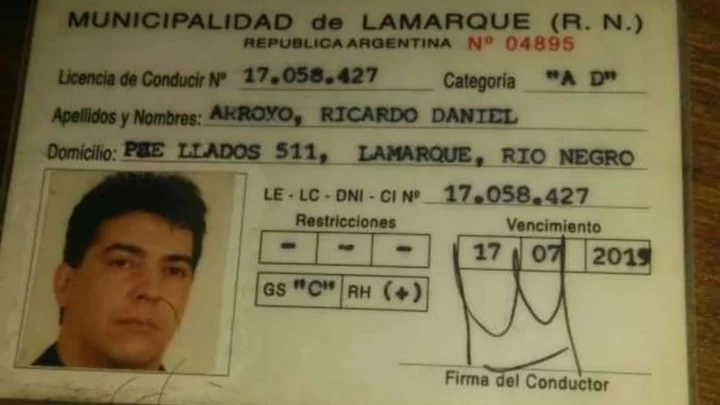 MUNICIPALIDAD de LAMARQUE (R. N.)
REPUBLICA ARGENTINA Nº 04895
Licencia de Conducir Nº 17.058.427 Categoria "A D"
Apellidos y Nombres: ARROYO, RICARDO DANIEL
Domicilio: LLADOS 511, LAMARQUE, RIO NEGRO
LE - LC - DNI - CI Nº 17.058.427
Restricciones Vencimiento
- - - 17 07 2015
GS "C" RH (+)
Firma del Conductor